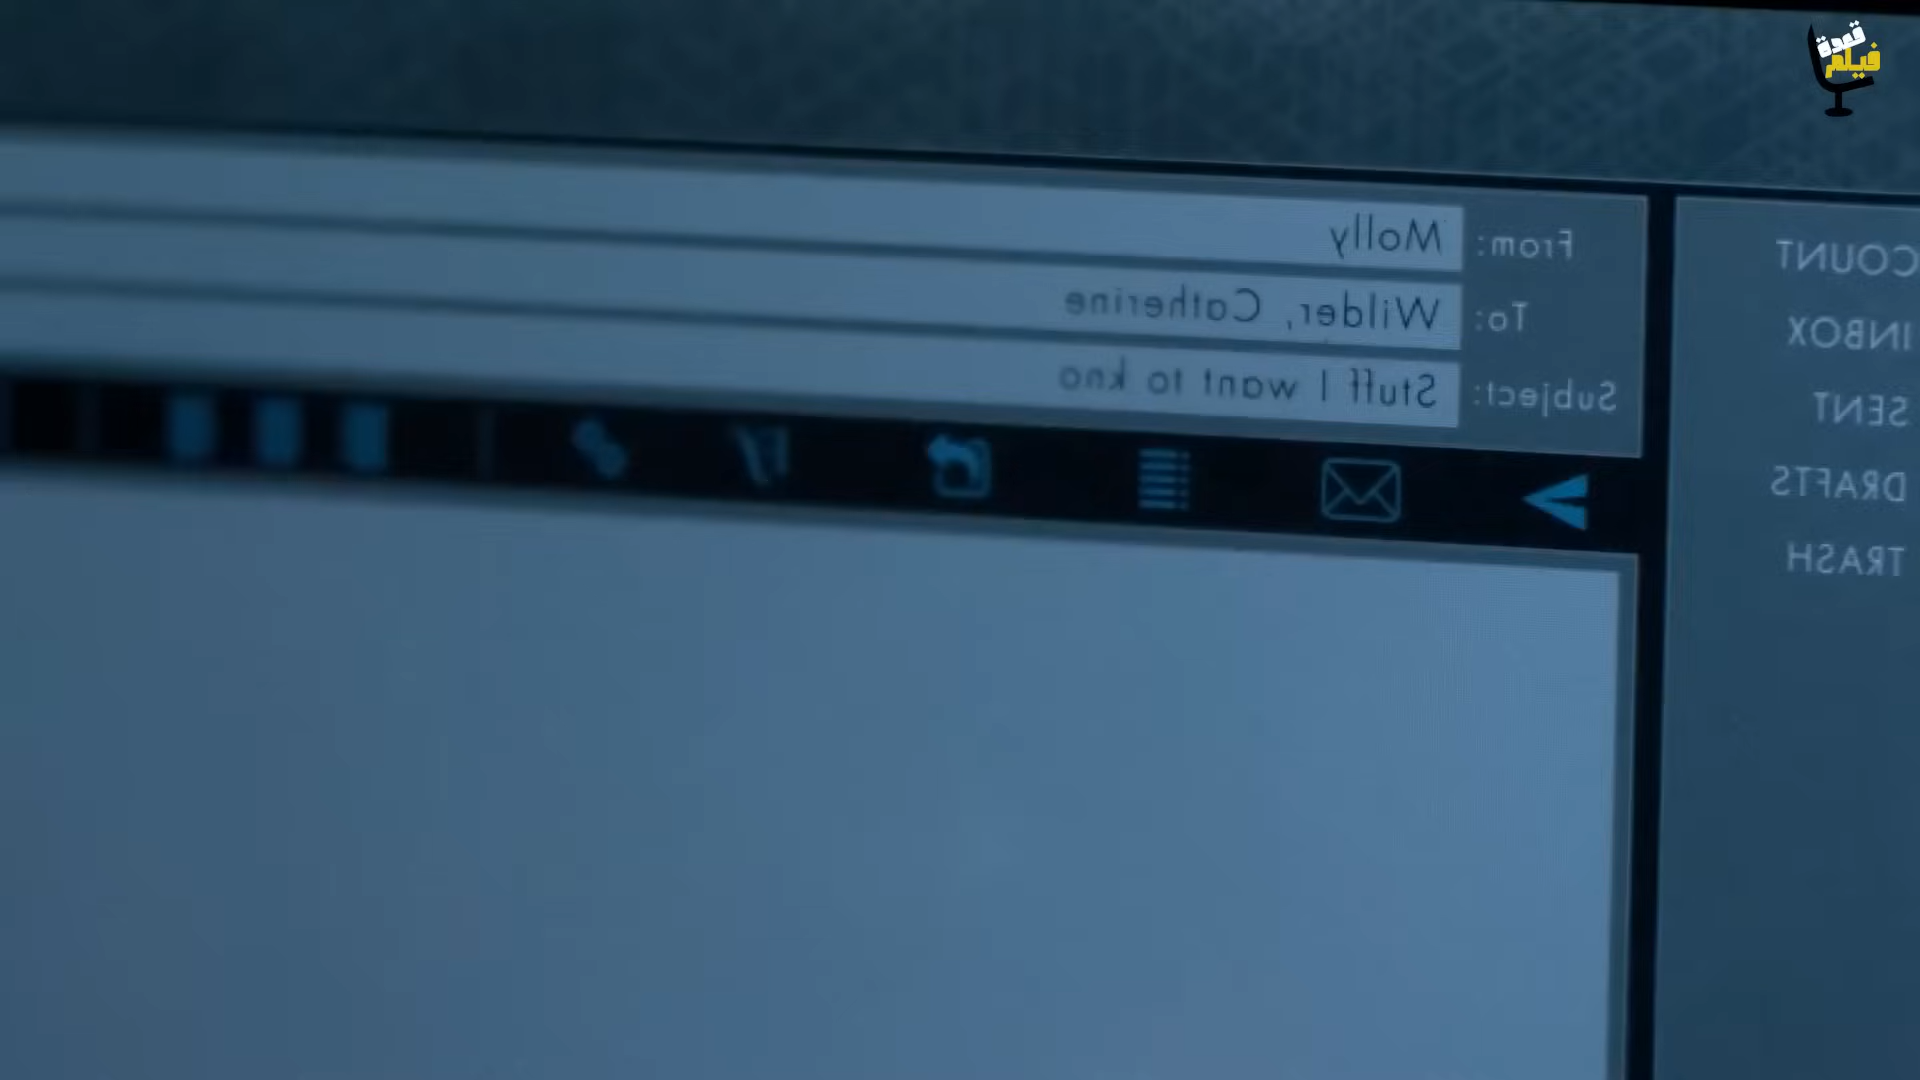 قعدة
فيلم
From: Molly
To: Wilder, Catherine
Subject: Stuff I want to kno
COUNT
INBOX
SENT
DRAFTS
TRASH